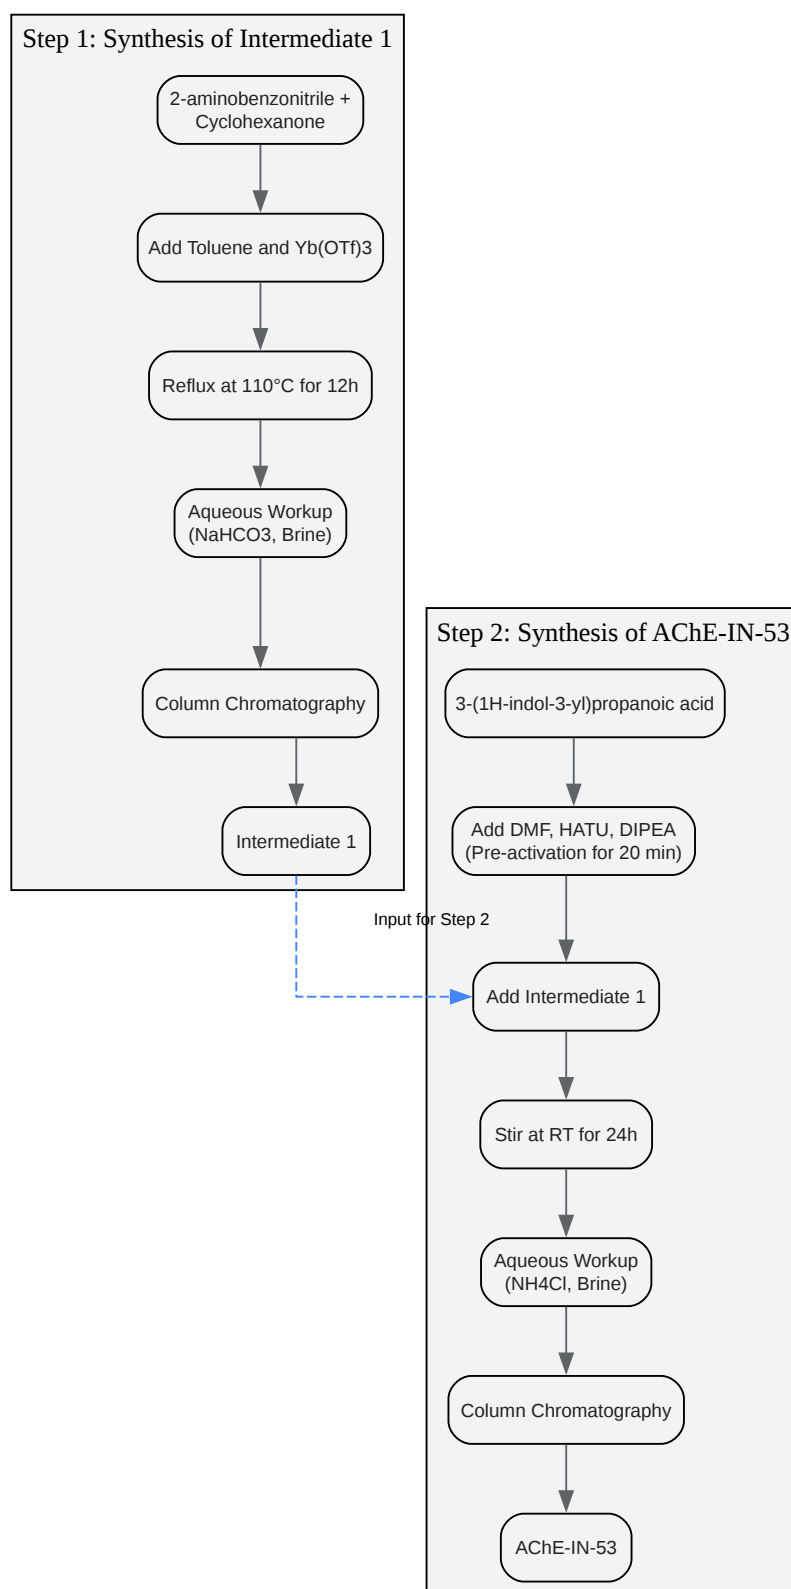 Step 1: Synthesis of Intermediate 1
2-aminobenzonitrile +
Cyclohexanone
Add Toluene and Yb(OTf)3
Reflux at 110°C for 12h
Aqueous Workup
(NaHCO3, Brine)
Column Chromatography
Intermediate 1
Input for Step 2
Step 2: Synthesis of AChE-IN-53
3-(1H-indol-3-yl)propanoic acid
Add DMF, HATU, DIPEA
(Pre-activation for 20 min)
Add Intermediate 1
Stir at RT for 24h
Aqueous Workup
(NH4Cl, Brine)
Column Chromatography
AChE-IN-53